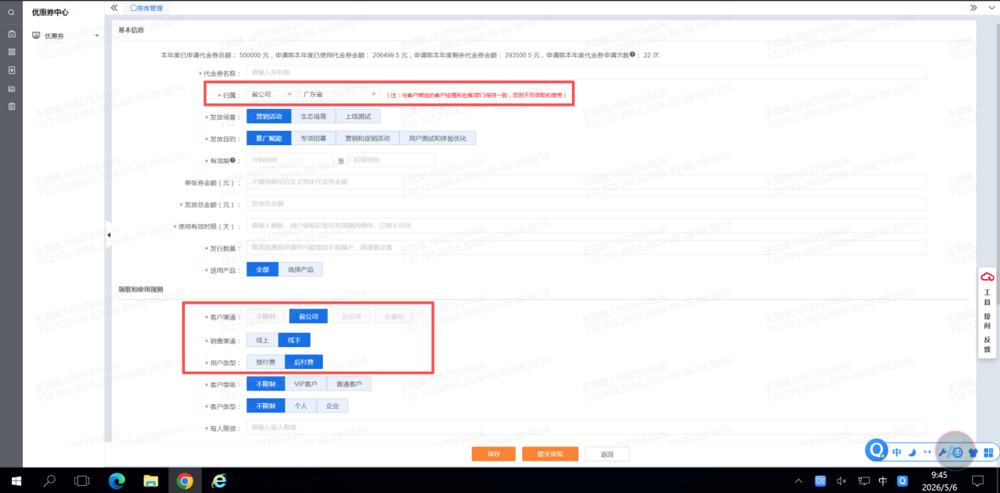 优惠券中心
券库管理
优惠券
基本信息
本年度已申请代金券总额： 500000 元，申请前本年度已使用代金券金额： 206499.5 元，申请前本年度剩余代金券金额： 293500.5 元，申请前本年度代金券申请次数?： 22 次
* 代金券名称： 请输入券名称
* 归属： 省公司 广东省 （注：与客户绑定的客户经理所在省/部门保持一致，否则不可领取和使用）
* 发放场景： 营销活动 生态培育 上线测试
* 发放目的： 推广赋能 专项招募 营销和促销活动 用户测试和体验优化
* 有效期?： 开始时间 至 结束时间
单张券金额（元）： 不填写则可自定义绑定代金券金额
* 发放总金额（元）： 发放总金额
* 使用有效时限（天）： 请输入整数，用户领取后需在有效期内使用，过期不可用
* 发行数量： 修改优惠券总量时只能增加不能减少，请谨慎设置
* 适用产品： 全部 选择产品
领取和使用规则
* 客户渠道： 不限制 省公司 云公司 云省分
* 销售渠道： 线上 线下
* 用户类型： 预付费 后付费
* 客户等级： 不限制 VIP客户 普通客户
* 客户类型： 不限制 个人 企业
* 每人限领： 请输入每人限领
保存 提交审批 返回
工具
提问
反馈
中
中
9:45
2026/5/6
18927534826
132.123.200.6,2026-05-06 09:30:16